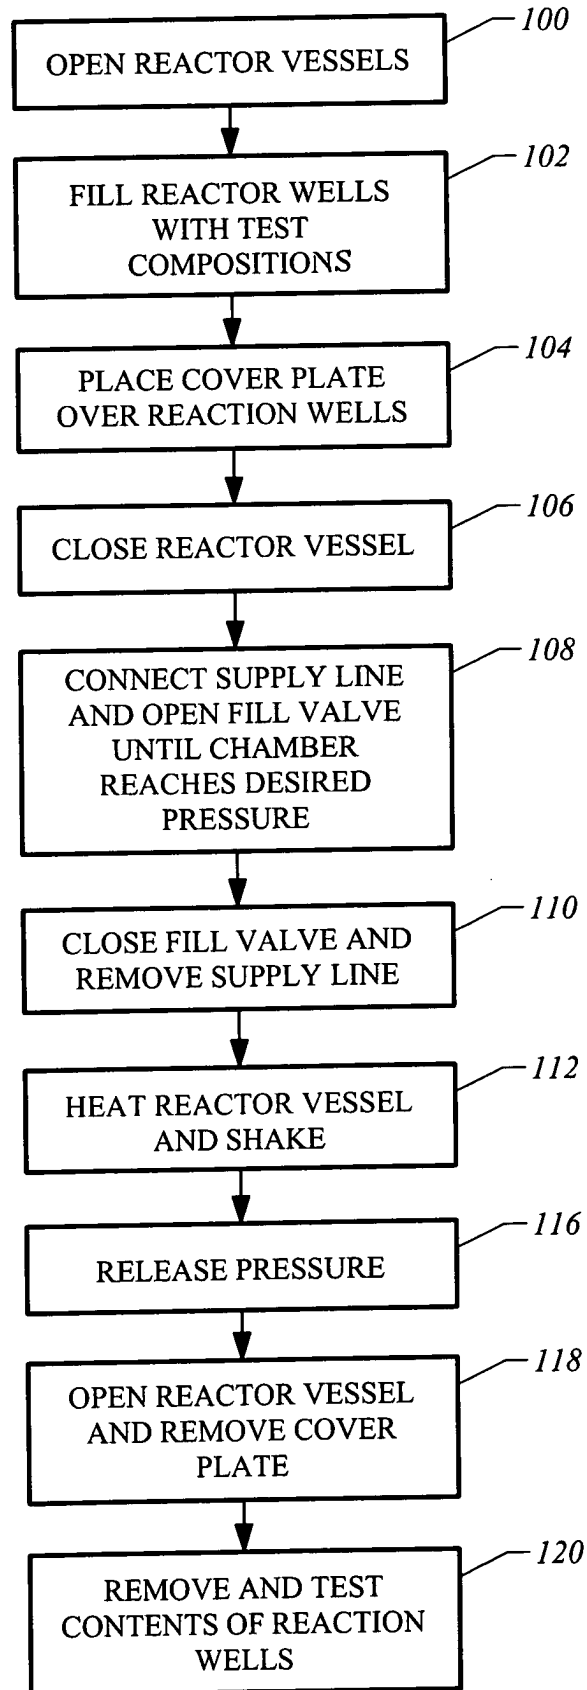 100
OPEN REACTOR VESSELS
102
FILL REACTOR WELLS
WITH TEST
COMPOSITIONS
104
PLACE COVER PLATE
OVER REACTION WELLS
106
CLOSE REACTOR VESSEL
108
CONNECT SUPPLY LINE
AND OPEN FILL VALVE
UNTIL CHAMBER
REACHES DESIRED
PRESSURE
110
CLOSE FILL VALVE AND
REMOVE SUPPLY LINE
112
HEAT REACTOR VESSEL
AND SHAKE
116
RELEASE PRESSURE
118
OPEN REACTOR VESSEL
AND REMOVE COVER
PLATE
120
REMOVE AND TEST
CONTENTS OF REACTION
WELLS